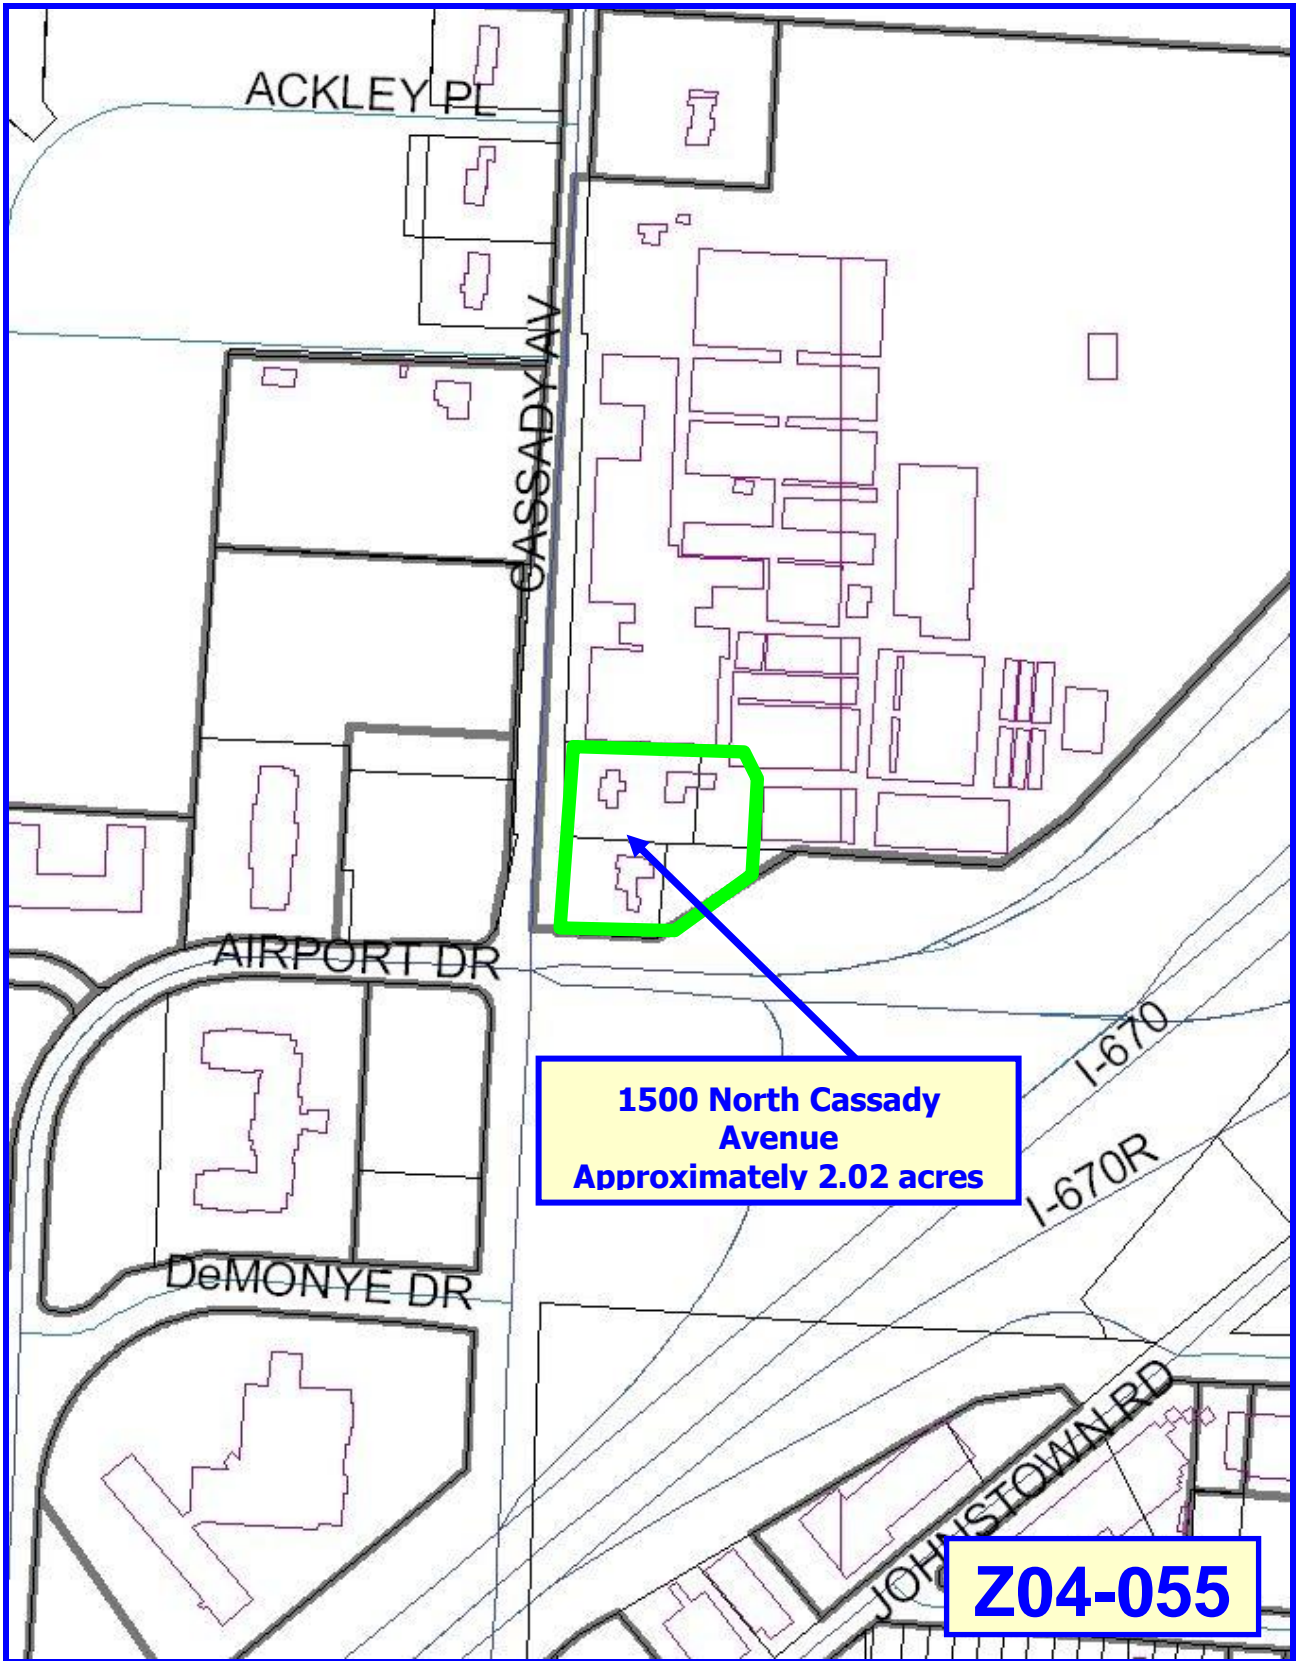 ACKLEY PL
CASSADY AV
AIRPORT DR
I-670
1500 North Cassady
Avenue
Approximately 2.02 acres
I-670R
DeMONYE DR
JOHNSTOWN RD
Z04-055